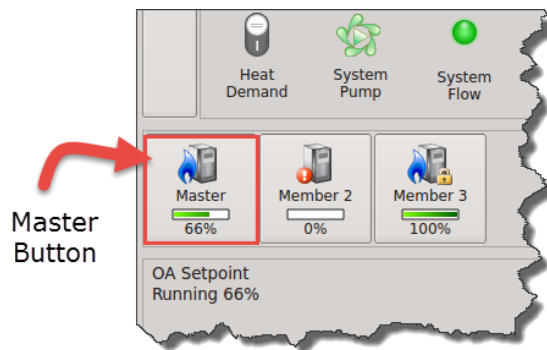 Heat
Demand
System
Pump
System
Flow
Master
66%
Member 2
0%
Member 3
100%
Master
Button
OA Setpoint
Running 66%